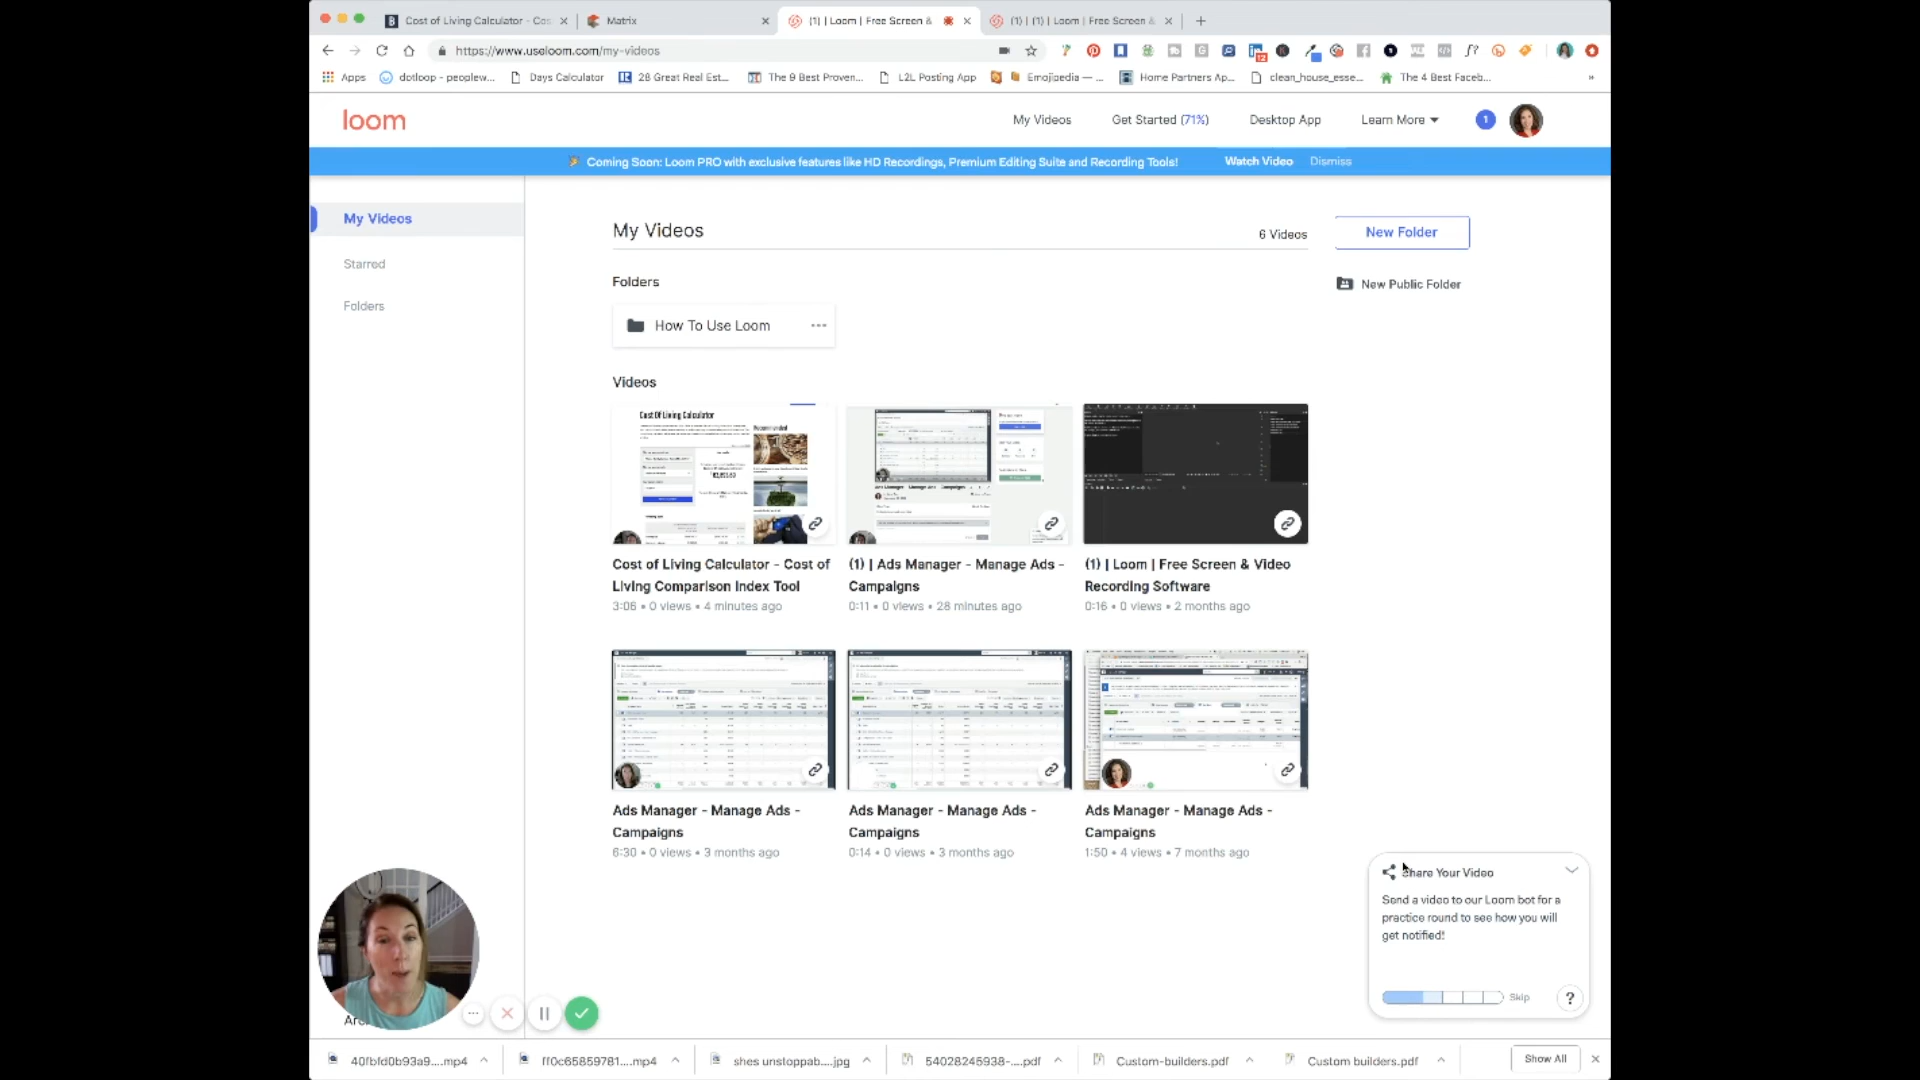 Cost of Living Calculator - Cos
Matrix
(1) | Loom | Free Screen &
(1) | (1) | Loom | Free Screen &
https://www.useloom.com/my-videos
12
Apps
dotloop - peoplew...
Days Calculator
28 Great Real Est...
The 9 Best Proven...
L2L Posting App
Emojipedia — ...
Home Partners Ap...
clean_house_esse...
The 4 Best Faceb...
loom
My Videos
Get Started (71%)
Desktop App
Learn More
1
Coming Soon: Loom PRO with exclusive features like HD Recordings, Premium Editing Suite and Recording Tools!
Watch Video
Dismiss
My Videos
Starred
Folders
My Videos
6 Videos
New Folder
New Public Folder
Folders
How To Use Loom
Videos
Cost Of Living Calculator
Recommended
Cost of Living Calculator - Cost of
Living Comparison Index Tool
3:06 • 0 views • 4 minutes ago
(1) | Ads Manager - Manage Ads -
Campaigns
0:11 • 0 views • 28 minutes ago
(1) | Loom | Free Screen & Video
Recording Software
0:16 • 0 views • 2 months ago
Ads Manager - Manage Ads -
Campaigns
6:30 • 0 views • 3 months ago
Ads Manager - Manage Ads -
Campaigns
0:14 • 0 views • 3 months ago
Ads Manager - Manage Ads -
Campaigns
1:50 • 4 views • 7 months ago
Share Your Video
Send a video to our Loom bot for a
practice round to see how you will
get notified!
Skip
?
40fbfd0b93a9....mp4
ff0c65859781....mp4
shes unstoppab....jpg
54028245938-....pdf
Custom-builders.pdf
Custom builders.pdf
Show All